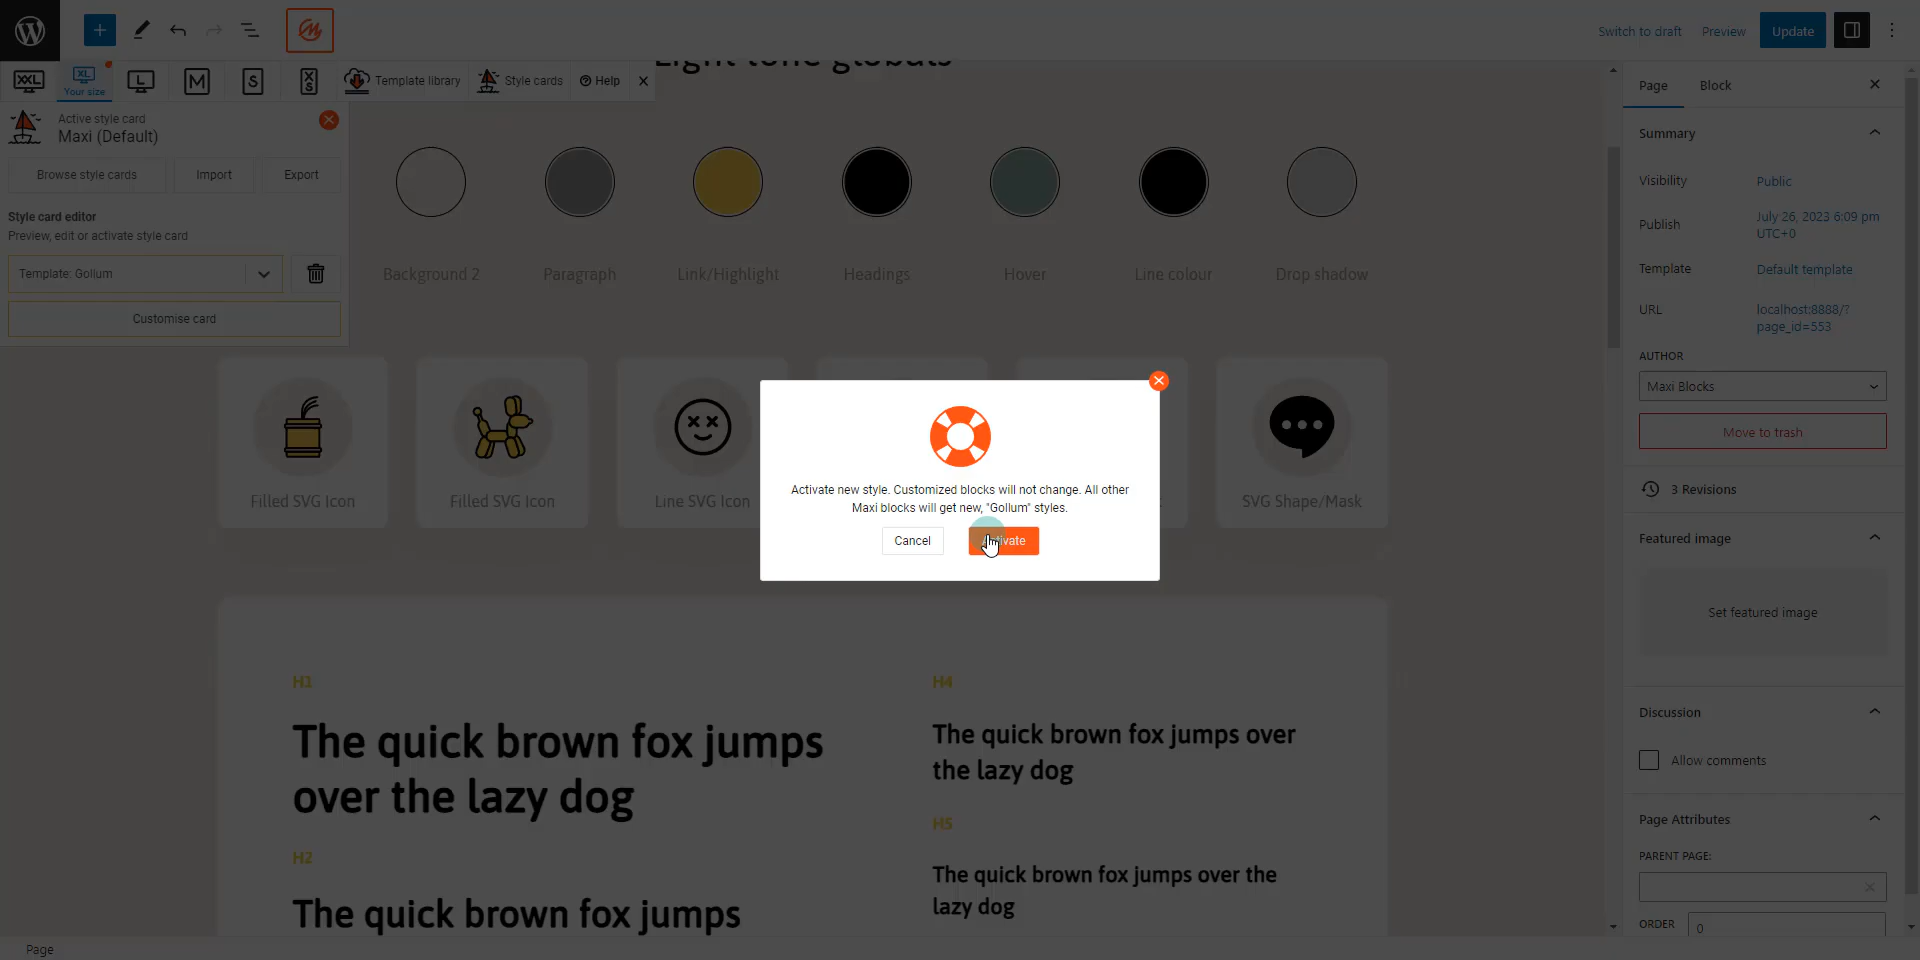 Switch to draft
Preview
Update
Your size
XXL
XL
L
M
S
XS
Template library
Style cards
Help
Light tone globals
Page
Block
Active style card
Maxi (Default)
Browse style cards
Import
Export
Style card editor
Preview, edit or activate style card
Template: Gollum
Customise card
Background 2
Paragraph
Link/Highlight
Headings
Hover
Line colour
Drop shadow
Filled SVG Icon
Filled SVG Icon
Line SVG Icon
SVG Shape/Mask
Activate new style. Customized blocks will not change. All other
Maxi blocks will get new, "Gollum" styles.
Cancel
Activate
H1
The quick brown fox jumps
over the lazy dog
H2
The quick brown fox jumps
H4
The quick brown fox jumps over
the lazy dog
H5
The quick brown fox jumps over the
lazy dog
Summary
Visibility
Public
Publish
July 26, 2023 6:09 pm
UTC+0
Template
Default template
URL
localhost:8888/?
page_id=553
AUTHOR
Maxi Blocks
Move to trash
3 Revisions
Featured image
Set featured image
Discussion
Allow comments
Page Attributes
PARENT PAGE:
ORDER
0
Page